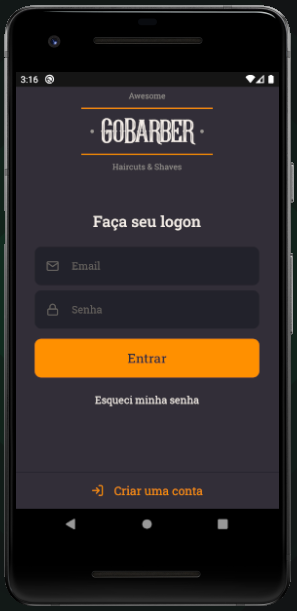 3:16
Awesome
GOBARBER
Haircuts & Shaves
Faça seu logon
Email
Senha
Entrar
Esqueci minha senha
Criar uma conta